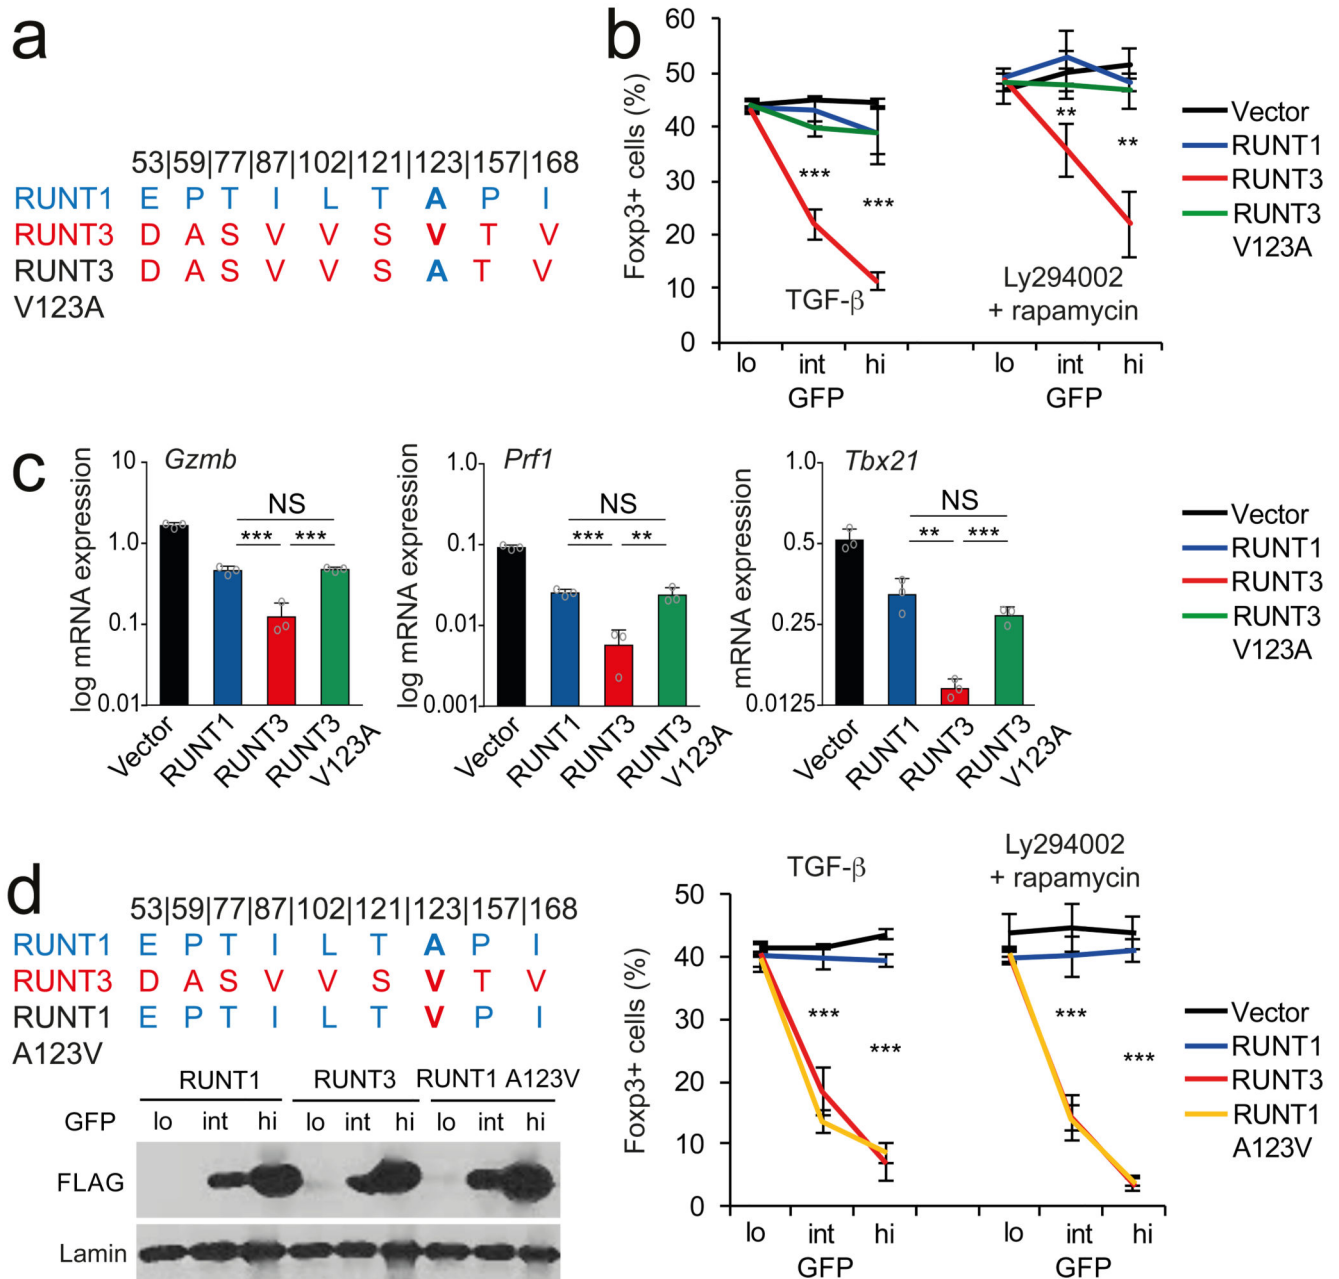 a
53|59|77|87|102|121|123|157|168
RUNT1 E P T I L T A P I
RUNT3 D A S V V S V T V
RUNT3 D A S V V S A T V
V123A
b
Foxp3+ cells (%)
60
50
40
30
20
10
0
***
***
**
**
TGF-β
Ly294002
+ rapamycin
lo int hi lo int hi
GFP GFP
Vector
RUNT1
RUNT3
RUNT3
V123A
c
log mRNA expression
10
1.0
0.1
0.01
Gzmb
NS
*** ***
Vector
RUNT1
RUNT3
RUNT3
V123A
log mRNA expression
1.0
0.1
0.01
0.001
Prf1
NS
*** **
Vector
RUNT1
RUNT3
RUNT3
V123A
mRNA expression
1.0
0.5
0.25
0.0125
Tbx21
NS
** ***
Vector
RUNT1
RUNT3
RUNT3
V123A
Vector
RUNT1
RUNT3
RUNT3
V123A
d
53|59|77|87|102|121|123|157|168
RUNT1 E P T I L T A P I
RUNT3 D A S V V S V T V
RUNT1 E P T I L T V P I
A123V
RUNT1 RUNT3 RUNT1 A123V
GFP lo int hi lo int hi lo int hi
FLAG
Lamin
TGF-β
Ly294002
+ rapamycin
Foxp3+ cells (%)
50
40
30
20
10
0
***
***
***
***
lo int hi lo int hi
GFP GFP
Vector
RUNT1
RUNT3
RUNT1
A123V